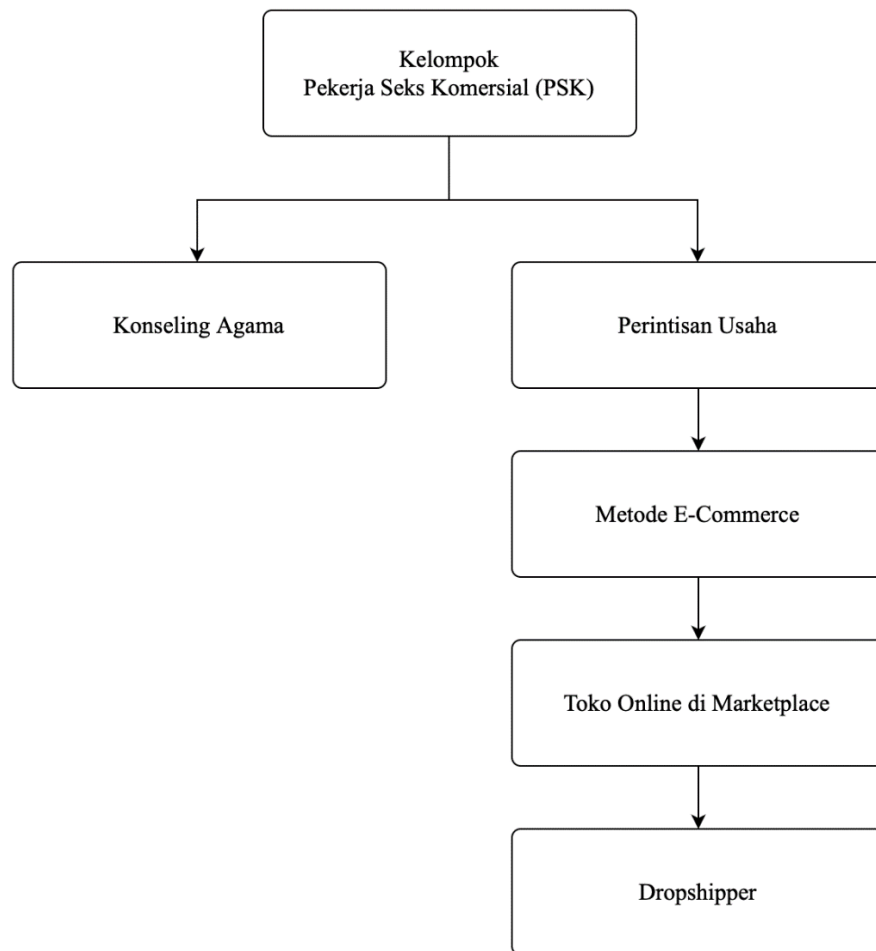 Kelompok
Pekerja Seks Komersial (PSK)
Konseling Agama
Perintisan Usaha
Metode E-Commerce
Toko Online di Marketplace
Dropshipper